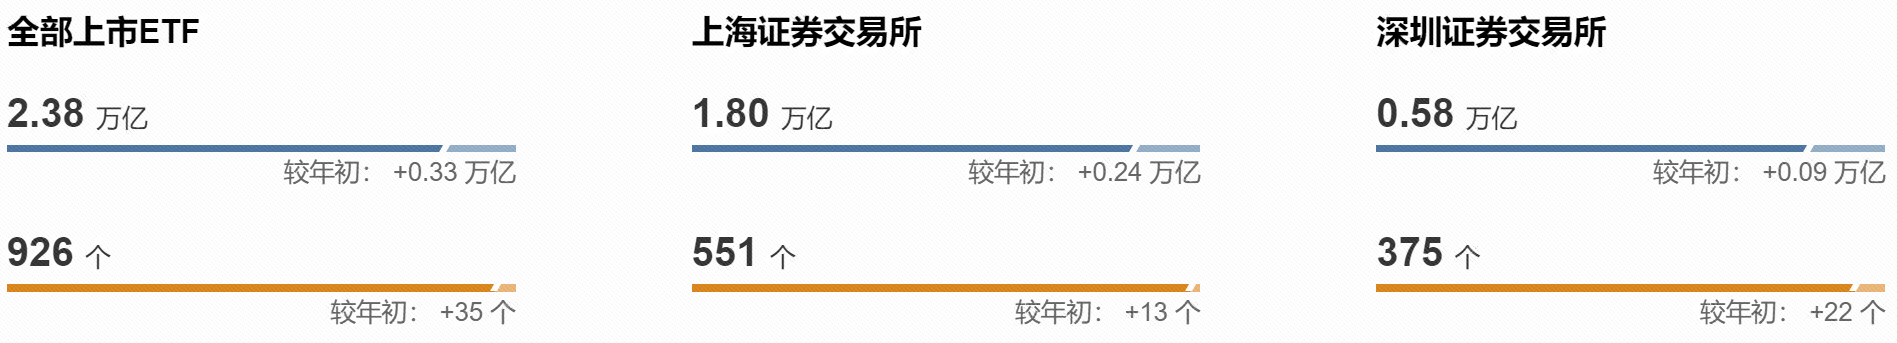 全部上市ETF
2.38 万亿
较年初： +0.33 万亿
926 个
较年初： +35 个
上海证券交易所
1.80 万亿
较年初： +0.24 万亿
551 个
较年初： +13 个
深圳证券交易所
0.58 万亿
较年初： +0.09 万亿
375 个
较年初： +22 个